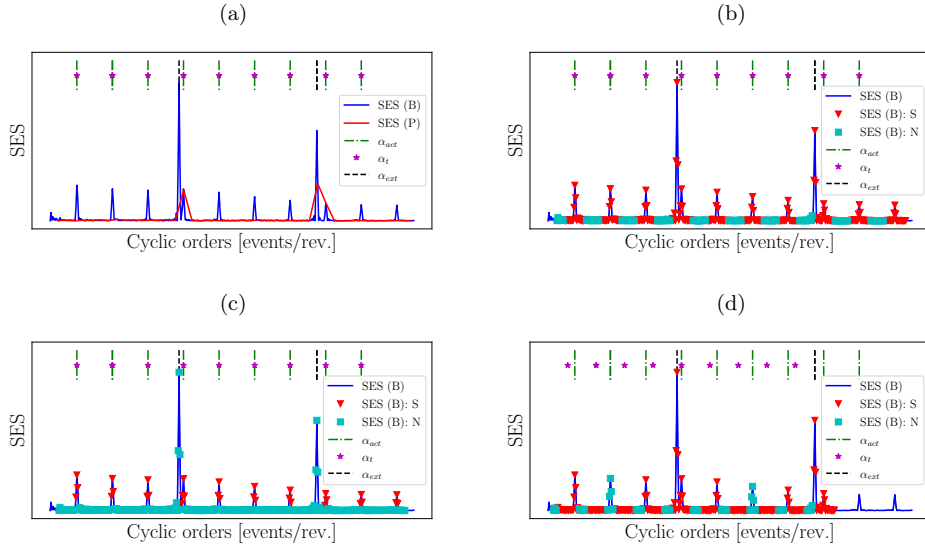 (a)
SES
SES (B)
SES (P)
α_act
α_t
α_ext
Cyclic orders [events/rev.]
(b)
SES (B)
SES (B): S
SES (B): N
α_act
α_t
α_ext
Cyclic orders [events/rev.]
(c)
SES
SES (B)
SES (B): S
SES (B): N
α_act
α_t
α_ext
Cyclic orders [events/rev.]
(d)
SES
SES (B)
SES (B): S
SES (B): N
α_act
α_t
α_ext
Cyclic orders [events/rev.]